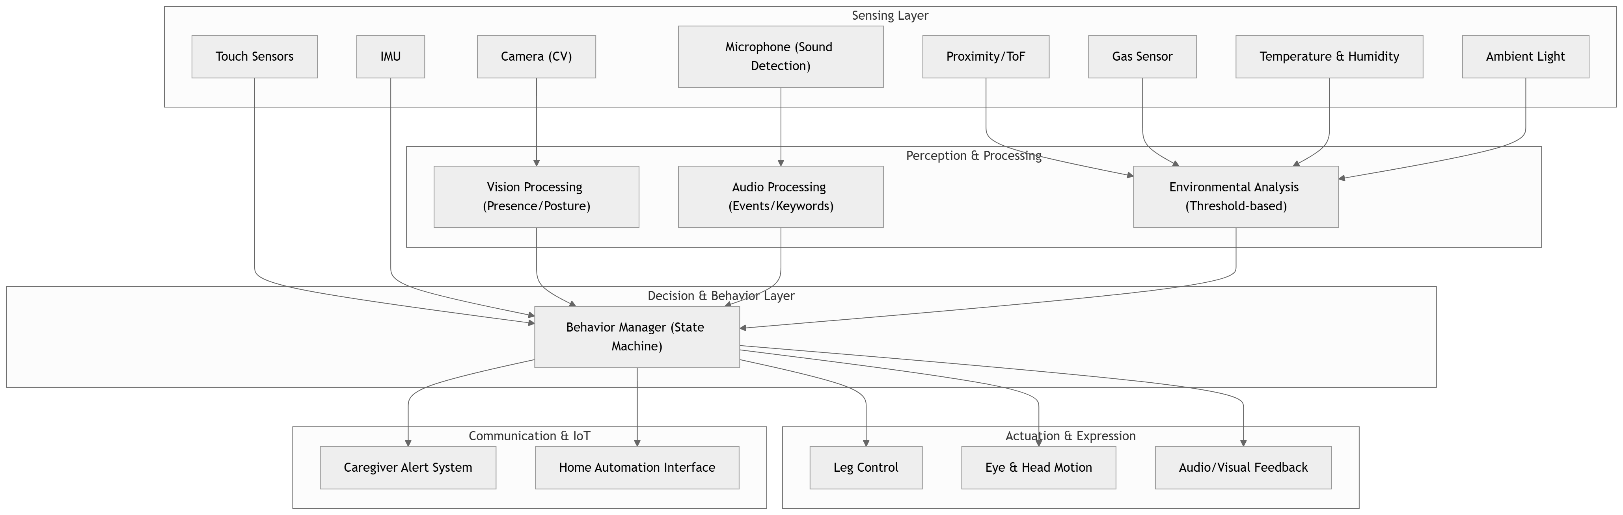 Sensing Layer
Touch Sensors
IMU
Camera (CV)
Microphone (Sound
Detection)
Proximity/ToF
Gas Sensor
Temperature & Humidity
Ambient Light
Perception & Processing
Vision Processing
(Presence/Posture)
Audio Processing
(Events/Keywords)
Environmental Analysis
(Threshold-based)
Decision & Behavior Layer
Behavior Manager (State
Machine)
Communication & IoT
Caregiver Alert System
Home Automation Interface
Actuation & Expression
Leg Control
Eye & Head Motion
Audio/Visual Feedback